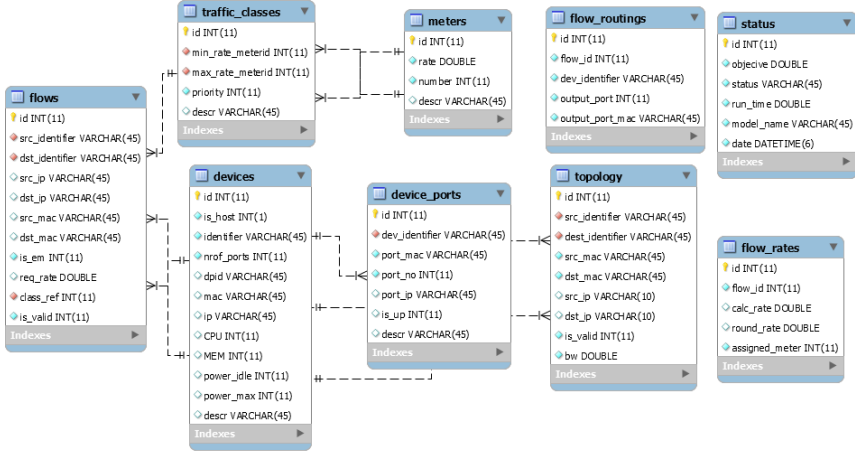 traffic_classes
id INT(11)
min_rate_meterid INT(11)
max_rate_meterid INT(11)
priority INT(11)
descr VARCHAR(45)
Indexes
meters
id INT(11)
rate DOUBLE
number INT(11)
descr VARCHAR(45)
Indexes
flow_routings
id INT(11)
flow_id INT(11)
dev_identifier VARCHAR(45)
output_port INT(11)
output_port_mac VARCHAR(45)
Indexes
status
id INT(11)
objecive DOUBLE
status VARCHAR(45)
run_time DOUBLE
model_name VARCHAR(45)
date DATETIME(6)
Indexes
flows
id INT(11)
src_identifier VARCHAR(45)
dst_identifier VARCHAR(45)
src_ip VARCHAR(45)
dst_ip VARCHAR(45)
src_mac VARCHAR(45)
dst_mac VARCHAR(45)
is_em INT(11)
req_rate DOUBLE
class_ref INT(11)
is_valid INT(11)
Indexes
devices
id INT(11)
is_host INT(1)
identifier VARCHAR(45)
nrof_ports INT(11)
dpid VARCHAR(45)
mac VARCHAR(45)
ip VARCHAR(45)
CPU INT(11)
MEM INT(11)
power_idle INT(11)
power_max INT(11)
descr VARCHAR(45)
Indexes
device_ports
id INT(11)
dev_identifier VARCHAR(45)
port_mac VARCHAR(45)
port_no INT(11)
port_ip VARCHAR(45)
is_up INT(11)
descr VARCHAR(45)
Indexes
topology
id INT(11)
src_identifier VARCHAR(45)
dest_identifier VARCHAR(45)
src_mac VARCHAR(45)
dst_mac VARCHAR(45)
src_ip VARCHAR(10)
dst_ip VARCHAR(10)
is_valid INT(11)
bw DOUBLE
Indexes
flow_rates
id INT(11)
flow_id INT(11)
calc_rate DOUBLE
round_rate DOUBLE
assigned_meter INT(11)
Indexes